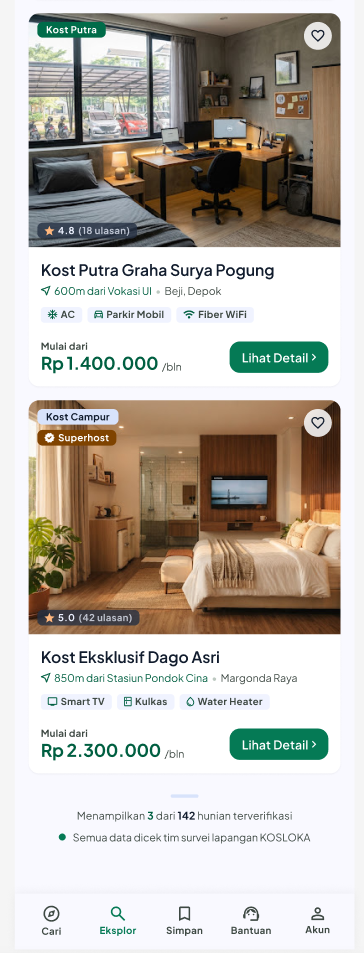 Kost Putra
4.8 (18 ulasan)
Kost Putra Graha Surya Pogung
600m dari Vokasi UI • Beji, Depok
AC
Parkir Mobil
Fiber WiFi
Mulai dari
Rp 1.400.000 /bln
Lihat Detail
Kost Campur
Superhost
5.0 (42 ulasan)
Kost Eksklusif Dago Asri
850m dari Stasiun Pondok Cina • Margonda Raya
Smart TV
Kulkas
Water Heater
Mulai dari
Rp 2.300.000 /bln
Lihat Detail
Menampilkan 3 dari 142 hunian terverifikasi
Semua data dicek tim survei lapangan KOSLOKA
Cari
Eksplor
Simpan
Bantuan
Akun